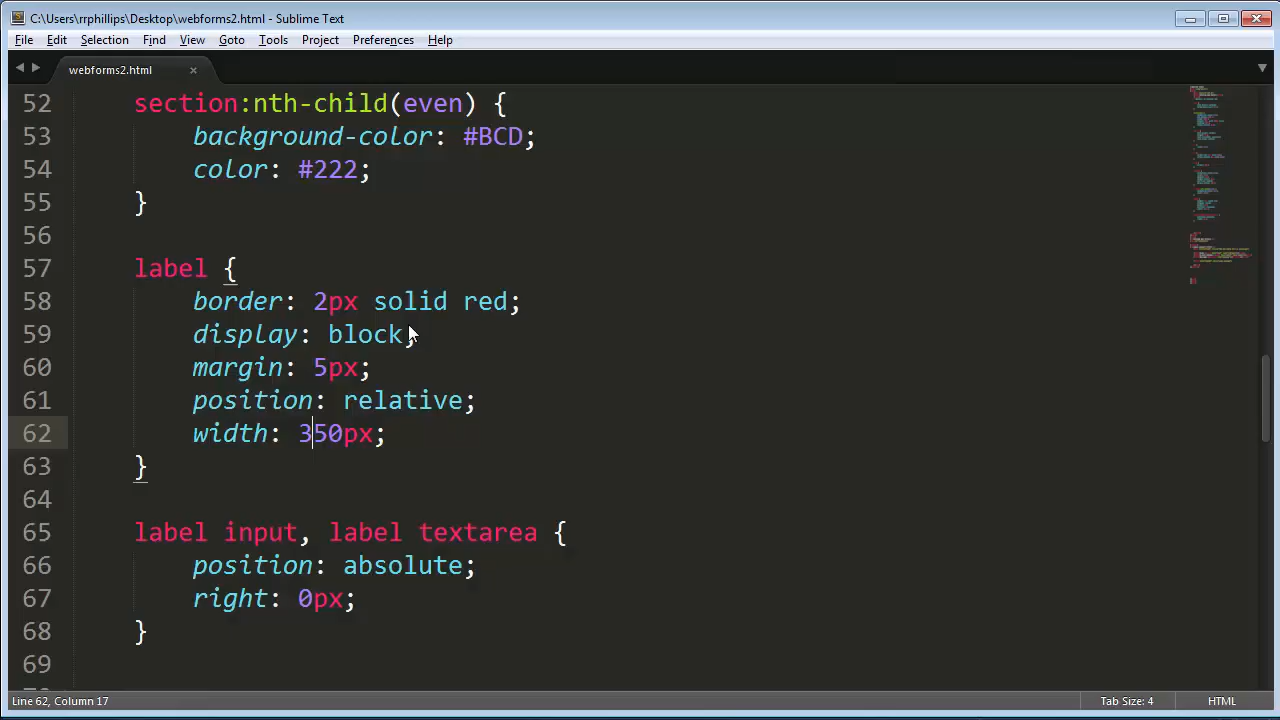 C:\Users\rrphillips\Desktop\webforms2.html - Sublime Text
File Edit Selection Find View Goto Tools Project Preferences Help
webforms2.html
52 section:nth-child(even) {
53 background-color: #BCD;
54 color: #222;
55 }
56
57 label {
58 border: 2px solid red;
59 display: block;
60 margin: 5px;
61 position: relative;
62 width: 350px;
63 }
64
65 label input, label textarea {
66 position: absolute;
67 right: 0px;
68 }
69
Line 62, Column 17 Tab Size: 4 HTML